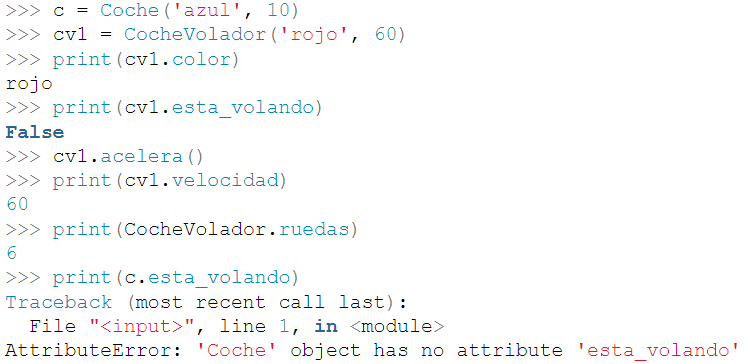 >>> c = Coche('azul', 10)
>>> cv1 = CocheVolador('rojo', 60)
>>> print(cv1.color)
rojo
>>> print(cv1.esta_volando)
False
>>> cv1.acelera()
>>> print(cv1.velocidad)
60
>>> print(CocheVolador.ruedas)
6
>>> print(c.esta_volando)
Traceback (most recent call last):
  File "<input>", line 1, in <module>
AttributeError: 'Coche' object has no attribute 'esta_volando'